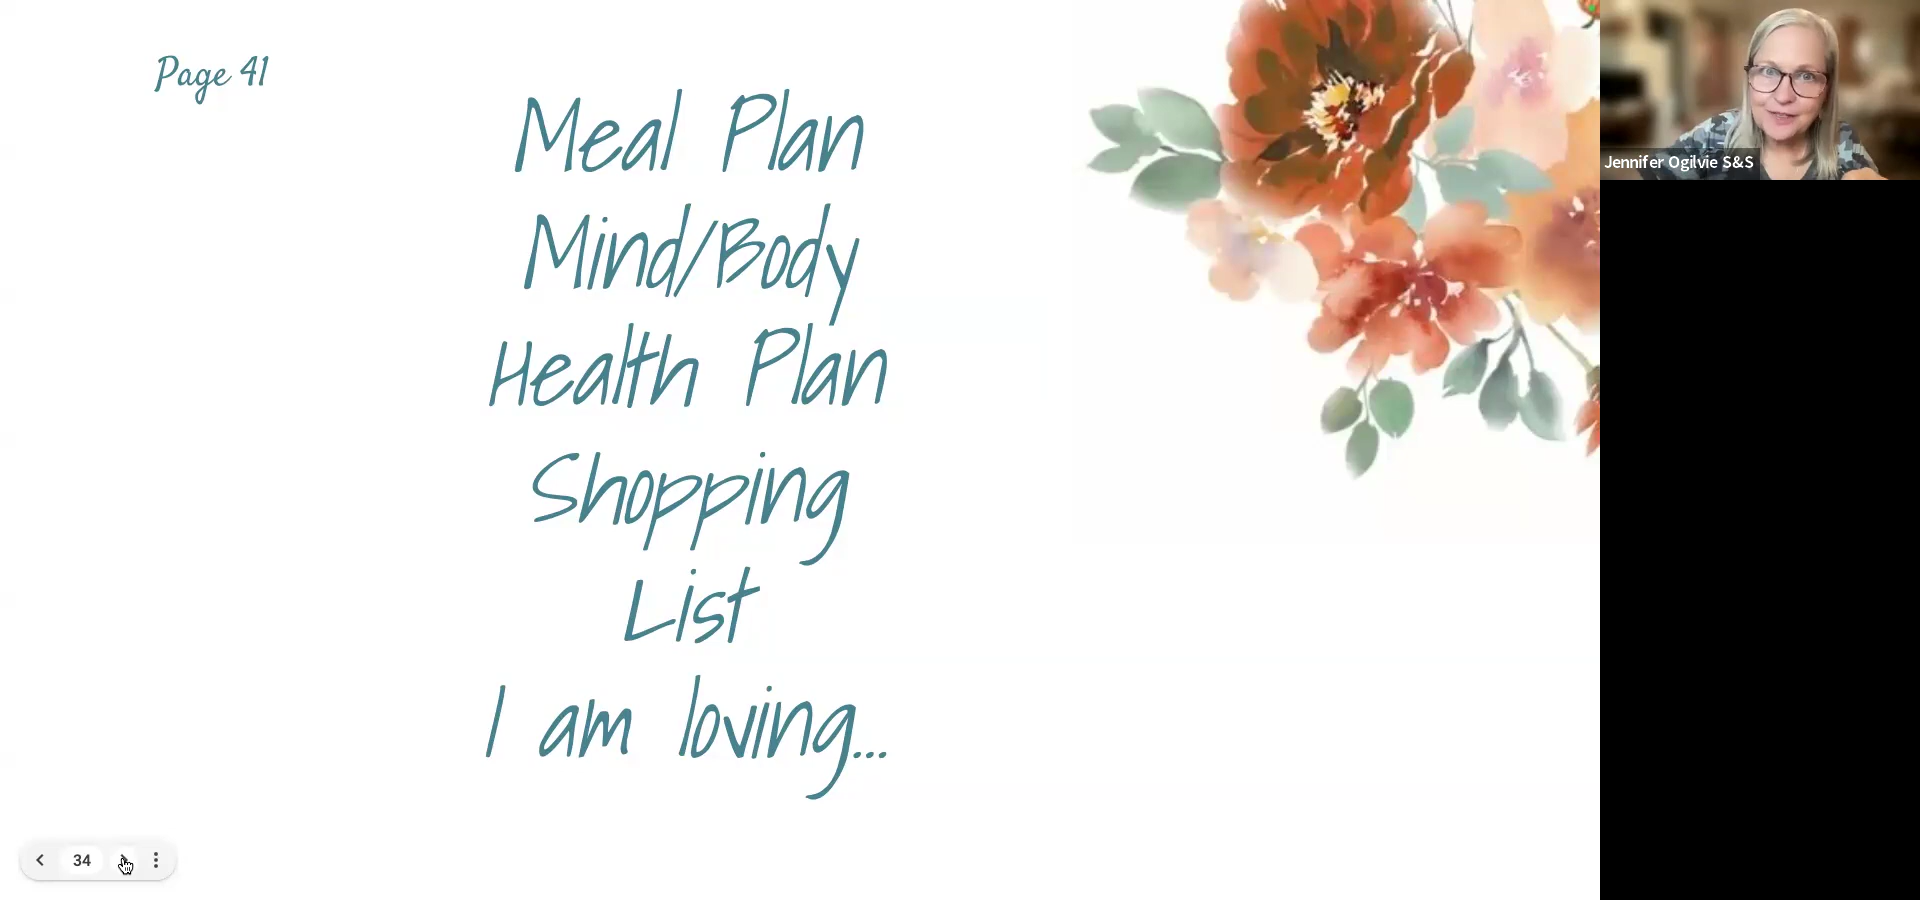 Page 41
Meal Plan
Mind/Body
Health Plan
Shopping
List
I am loving...
Jennifer Ogilvie S&S
34